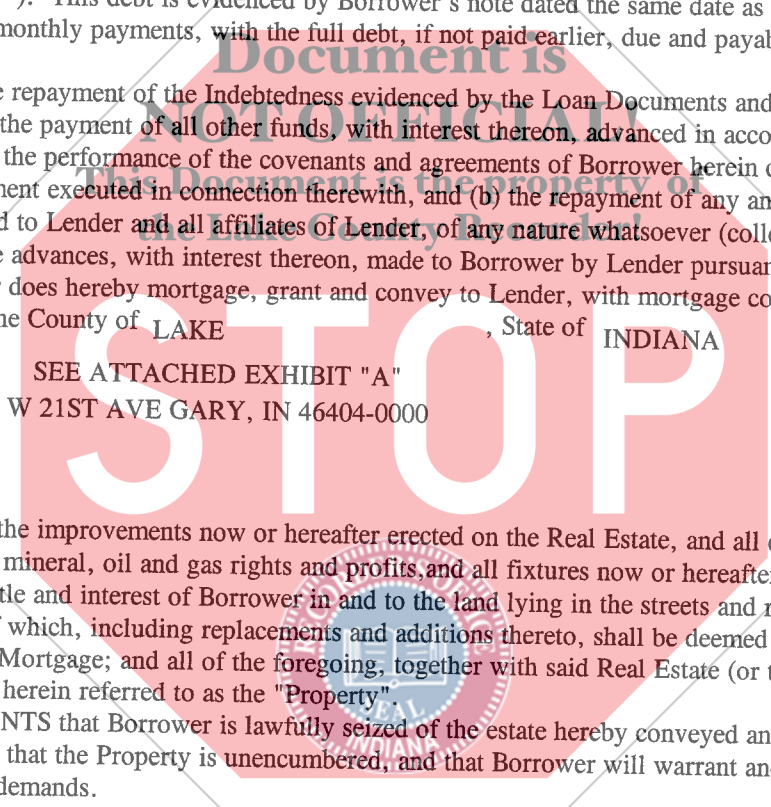 ). This debt is evidenced by Borrower's note dated the same date as
monthly payments, with the full debt, if not paid earlier, due and payab
Document is
repayment of the Indebtedness evidenced by the Loan Documents and
NOT OFFICIAL!
the payment of all other funds, with interest thereon, advanced in acco
the performance of the covenants and agreements of Borrower herein
This Document is the property of
ment executed in connection therewith, and (b) the repayment of any am
the Lake County Recorder!
d to Lender and all affiliates of Lender, of any nature whatsoever (colle
e advances, with interest thereon, made to Borrower by Lender pursuan
does hereby mortgage, grant and convey to Lender, with mortgage co
ne County of LAKE , State of INDIANA
STOP
SEE ATTACHED EXHIBIT "A"
W 21ST AVE GARY, IN 46404-0000
the improvements now or hereafter erected on the Real Estate, and all
mineral, oil and gas rights and profits,and all fixtures now or hereafte
tle and interest of Borrower in and to the land lying in the streets and r
f which, including replacements and additions thereto, shall be deemed
Mortgage; and all of the foregoing, together with said Real Estate (or t
herein referred to as the "Property".
NTS that Borrower is lawfully seized of the estate hereby conveyed an
that the Property is unencumbered, and that Borrower will warrant an
demands.
SEAL
INDIANA